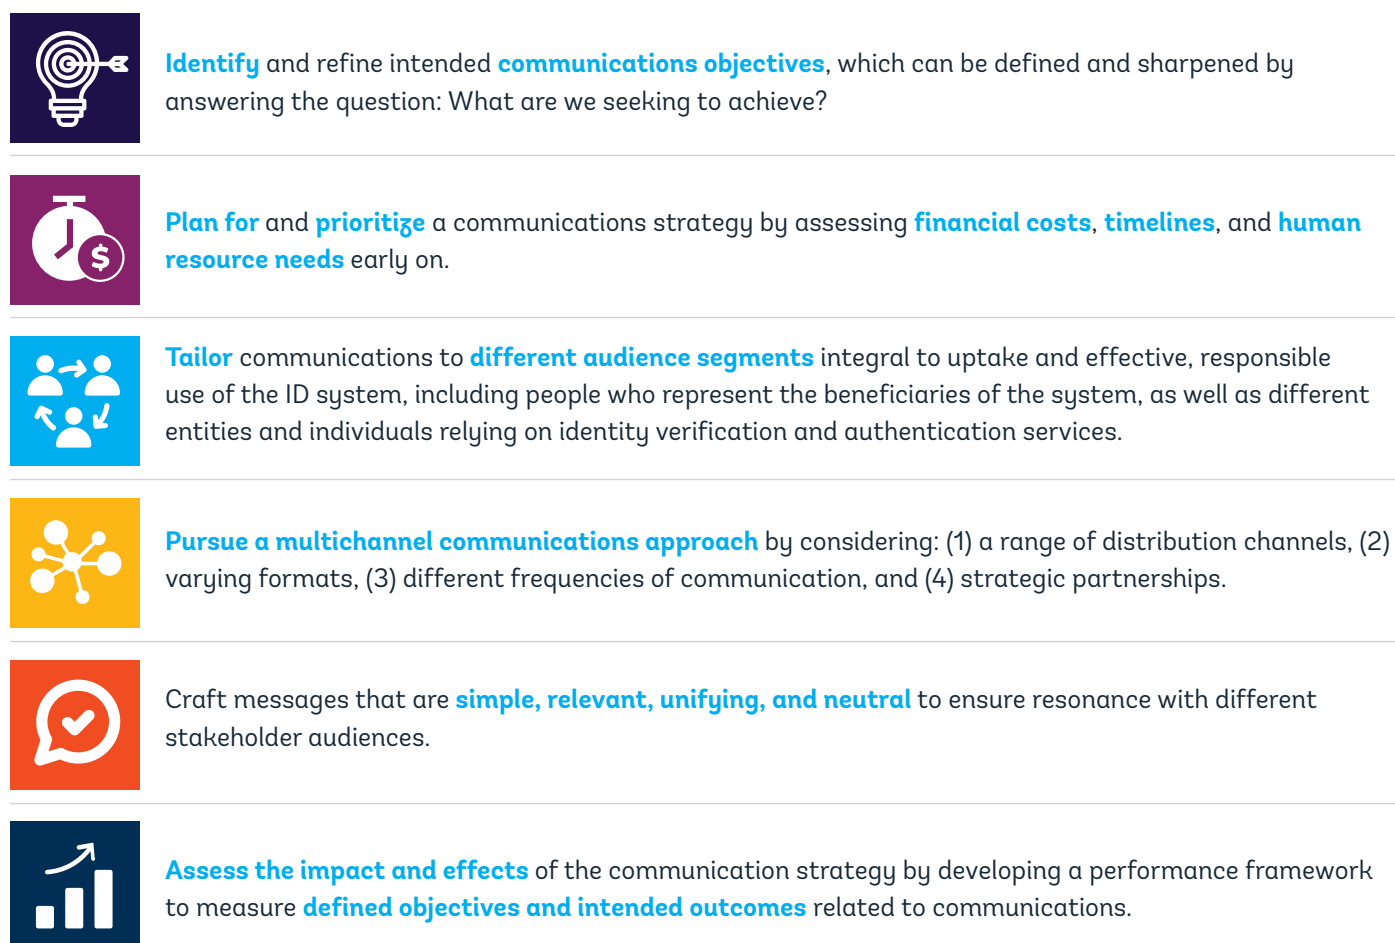 Identify and refine intended communications objectives, which can be defined and sharpened by
answering the question: What are we seeking to achieve?
$
Plan for and prioritize a communications strategy by assessing financial costs, timelines, and human
resource needs early on.
Tailor communications to different audience segments integral to uptake and effective, responsible
use of the ID system, including people who represent the beneficiaries of the system, as well as different
entities and individuals relying on identity verification and authentication services.
Pursue a multichannel communications approach by considering: (1) a range of distribution channels, (2)
varying formats, (3) different frequencies of communication, and (4) strategic partnerships.
Craft messages that are simple, relevant, unifying, and neutral to ensure resonance with different
stakeholder audiences.
Assess the impact and effects of the communication strategy by developing a performance framework
to measure defined objectives and intended outcomes related to communications.